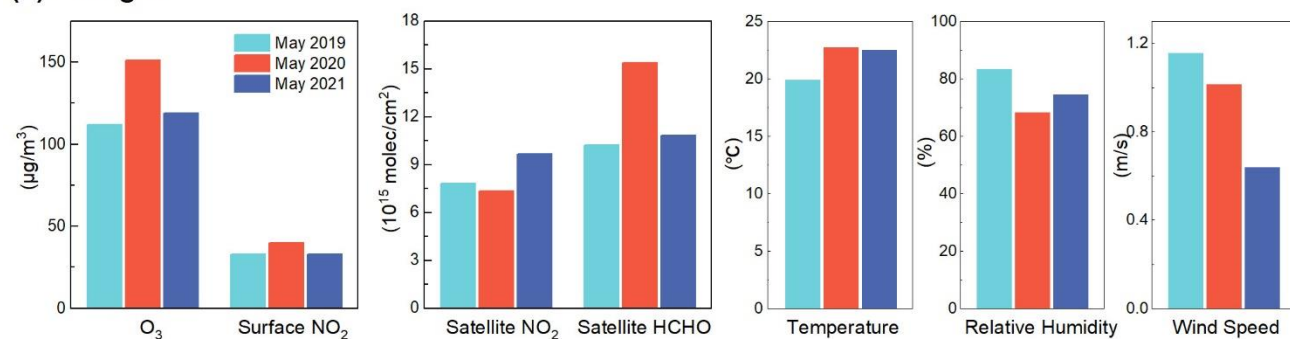 May 2019
May 2020
May 2021
(μg/m³)
150
100
50
0
O₃
Surface NO₂
(10¹⁵ molec/cm²)
18
15
12
9
6
3
0
Satellite NO₂
Satellite HCHO
(°C)
25
20
15
10
5
0
Temperature
(%)
100
80
60
40
20
0
Relative Humidity
(m/s)
1.2
0.8
0.4
0.0
Wind Speed